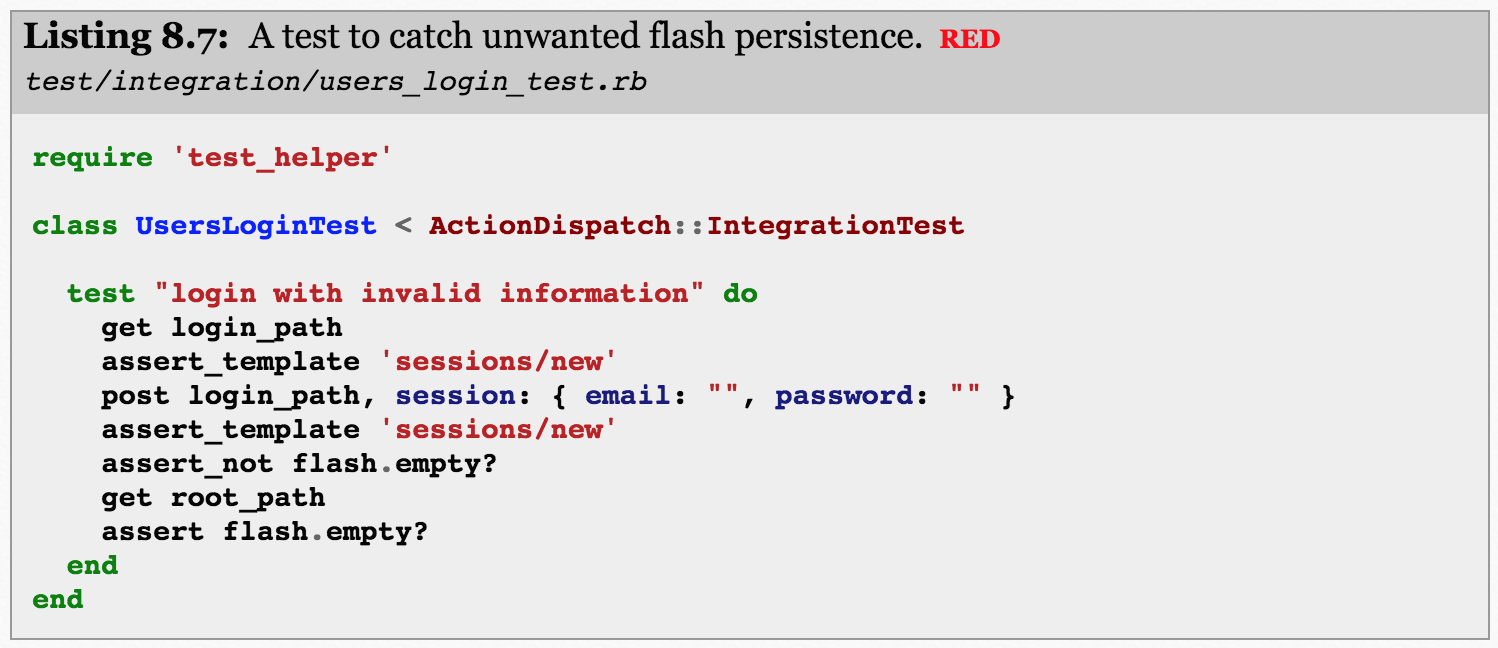 Listing 8.7: A test to catch unwanted flash persistence. RED
test/integration/users_login_test.rb
require 'test_helper'
class UsersLoginTest < ActionDispatch::IntegrationTest
test "login with invalid information" do
get login_path
assert_template 'sessions/new'
post login_path, session: { email: "", password: "" }
assert_template 'sessions/new'
assert_not flash.empty?
get root_path
assert flash.empty?
end
end